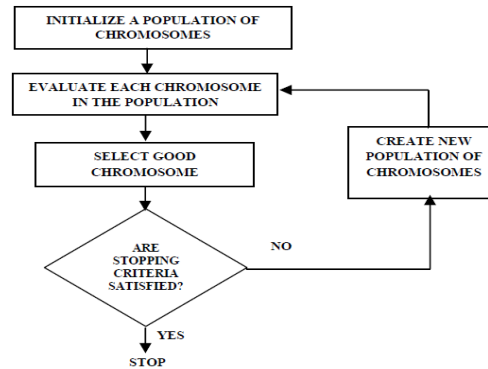 INITIALIZE A POPULATION OF
CHROMOSOMES
EVALUATE EACH CHROMOSOME
IN THE POPULATION
SELECT GOOD
CHROMOSOME
CREATE NEW
POPULATION OF
CHROMOSOMES
ARE
STOPPING
CRITERIA
SATISFIED?
NO
YES
STOP